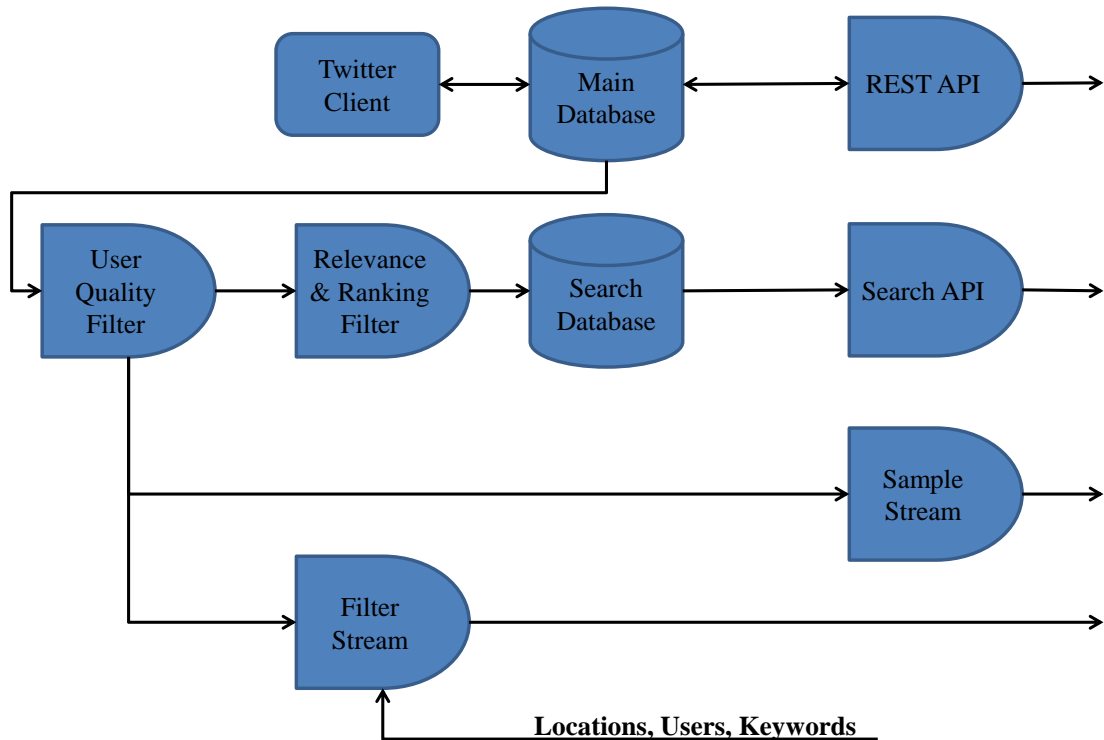 Twitter
Client
Main
Database
REST API
User
Quality
Filter
Relevance
& Ranking
Filter
Search
Database
Search API
Sample
Stream
Filter
Stream
Locations, Users, Keywords